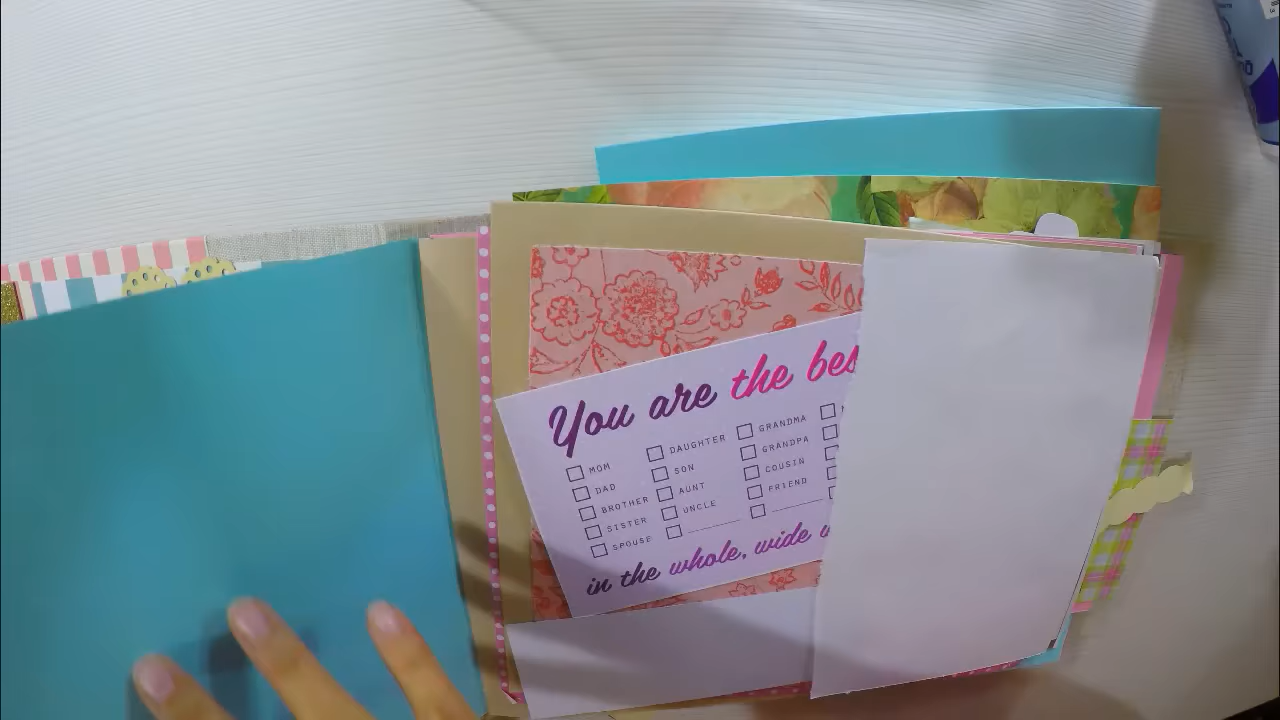 You are the bes
MOM
DAD
BROTHER
SISTER
SPOUSE
DAUGHTER
SON
AUNT
UNCLE
GRANDMA
GRANDPA
COUSIN
FRIEND
in the whole, wide